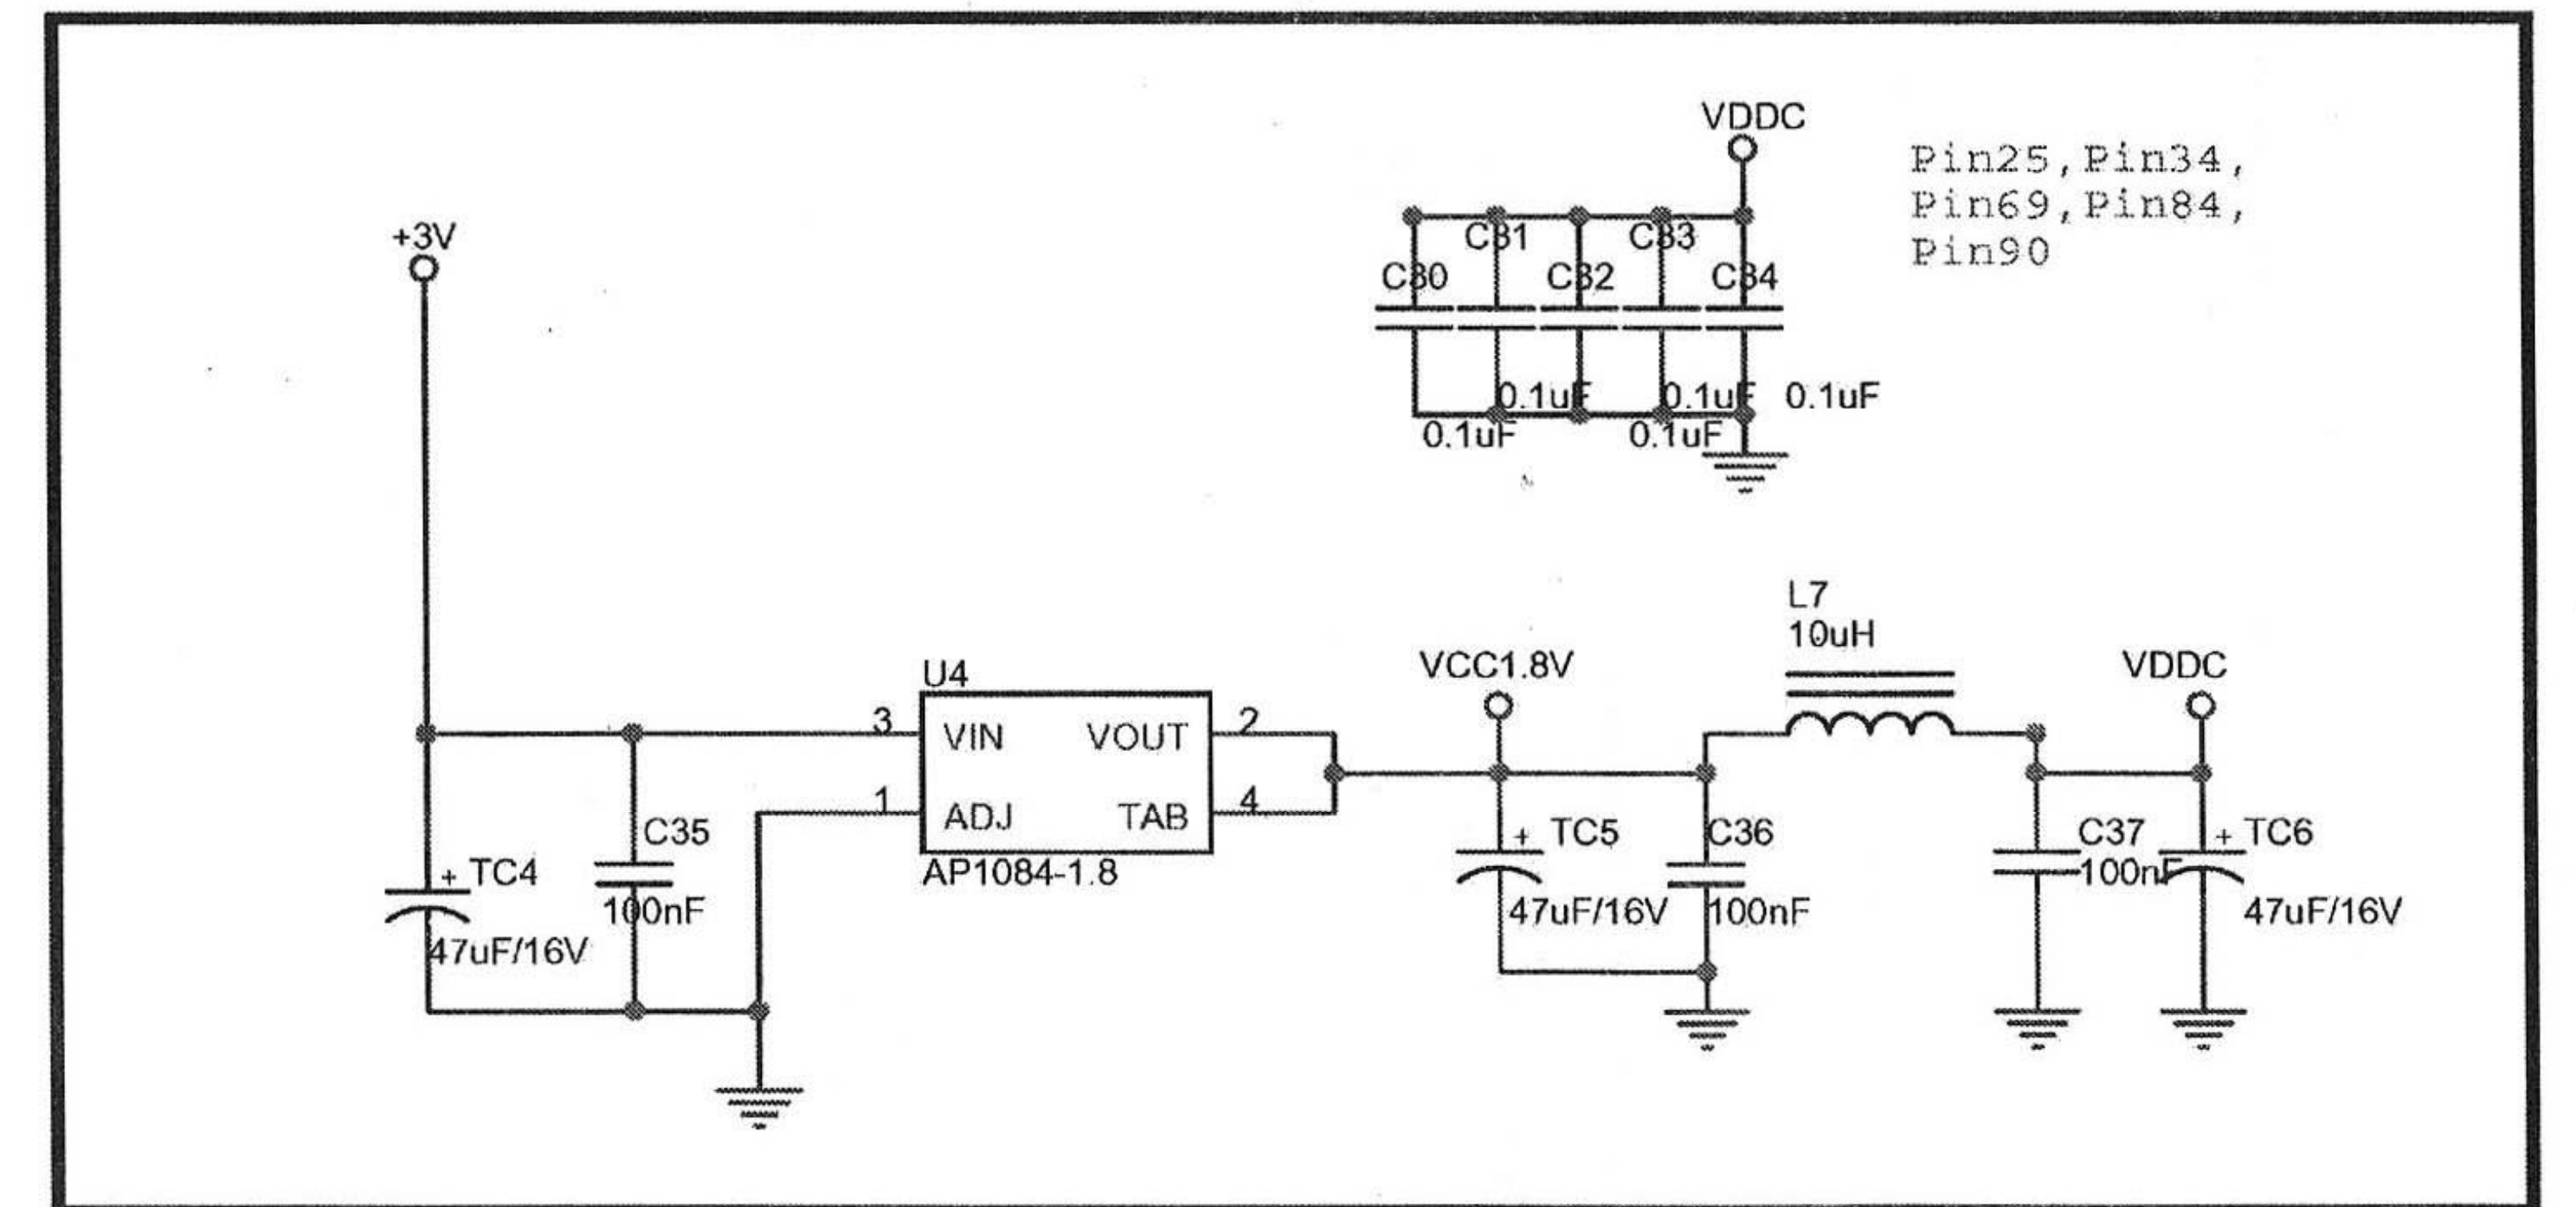 VDDC
Pin25,Pin34,
Pin69,Pin84,
Pin90
+3V
C31
C33
C30
C32
C34
0.1uF
0.1uF
0.1uF
0.1uF
0.1uF
L7
10uH
U4
VCC1.8V
VDDC
3
VIN
VOUT
2
1
ADJ
TAB
4
AP1084-1.8
C35
100nF
+ TC4
47uF/16V
+ TC5
47uF/16V
C36
100nF
C37
100nF
+ TC6
47uF/16V